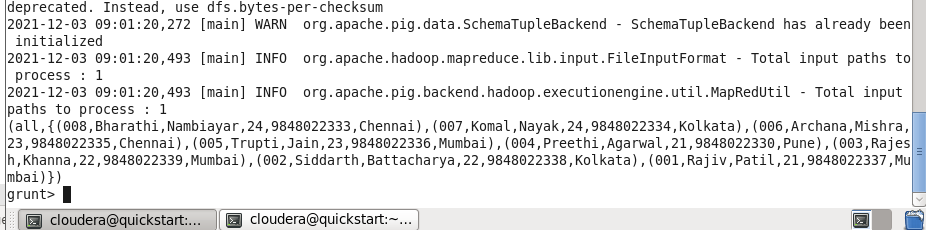 deprecated. Instead, use dfs.bytes-per-checksum
2021-12-03 09:01:20,272 [main] WARN  org.apache.pig.data.SchemaTupleBackend - SchemaTupleBackend has already been
 initialized
2021-12-03 09:01:20,493 [main] INFO  org.apache.hadoop.mapreduce.lib.input.FileInputFormat - Total input paths to
 process : 1
2021-12-03 09:01:20,493 [main] INFO  org.apache.pig.backend.hadoop.executionengine.util.MapRedUtil - Total input
paths to process : 1
(all,{(008,Bharathi,Nambiayar,24,9848022333,Chennai),(007,Komal,Nayak,24,9848022334,Kolkata),(006,Archana,Mishra,
23,9848022335,Chennai),(005,Trupti,Jain,23,9848022336,Mumbai),(004,Preethi,Agarwal,21,9848022330,Pune),(003,Rajes
h,Khanna,22,9848022339,Mumbai),(002,Siddarth,Battacharya,22,9848022338,Kolkata),(001,Rajiv,Patil,21,9848022337,Mu
mbai)})
grunt>
cloudera@quickstart:... cloudera@quickstart:~...